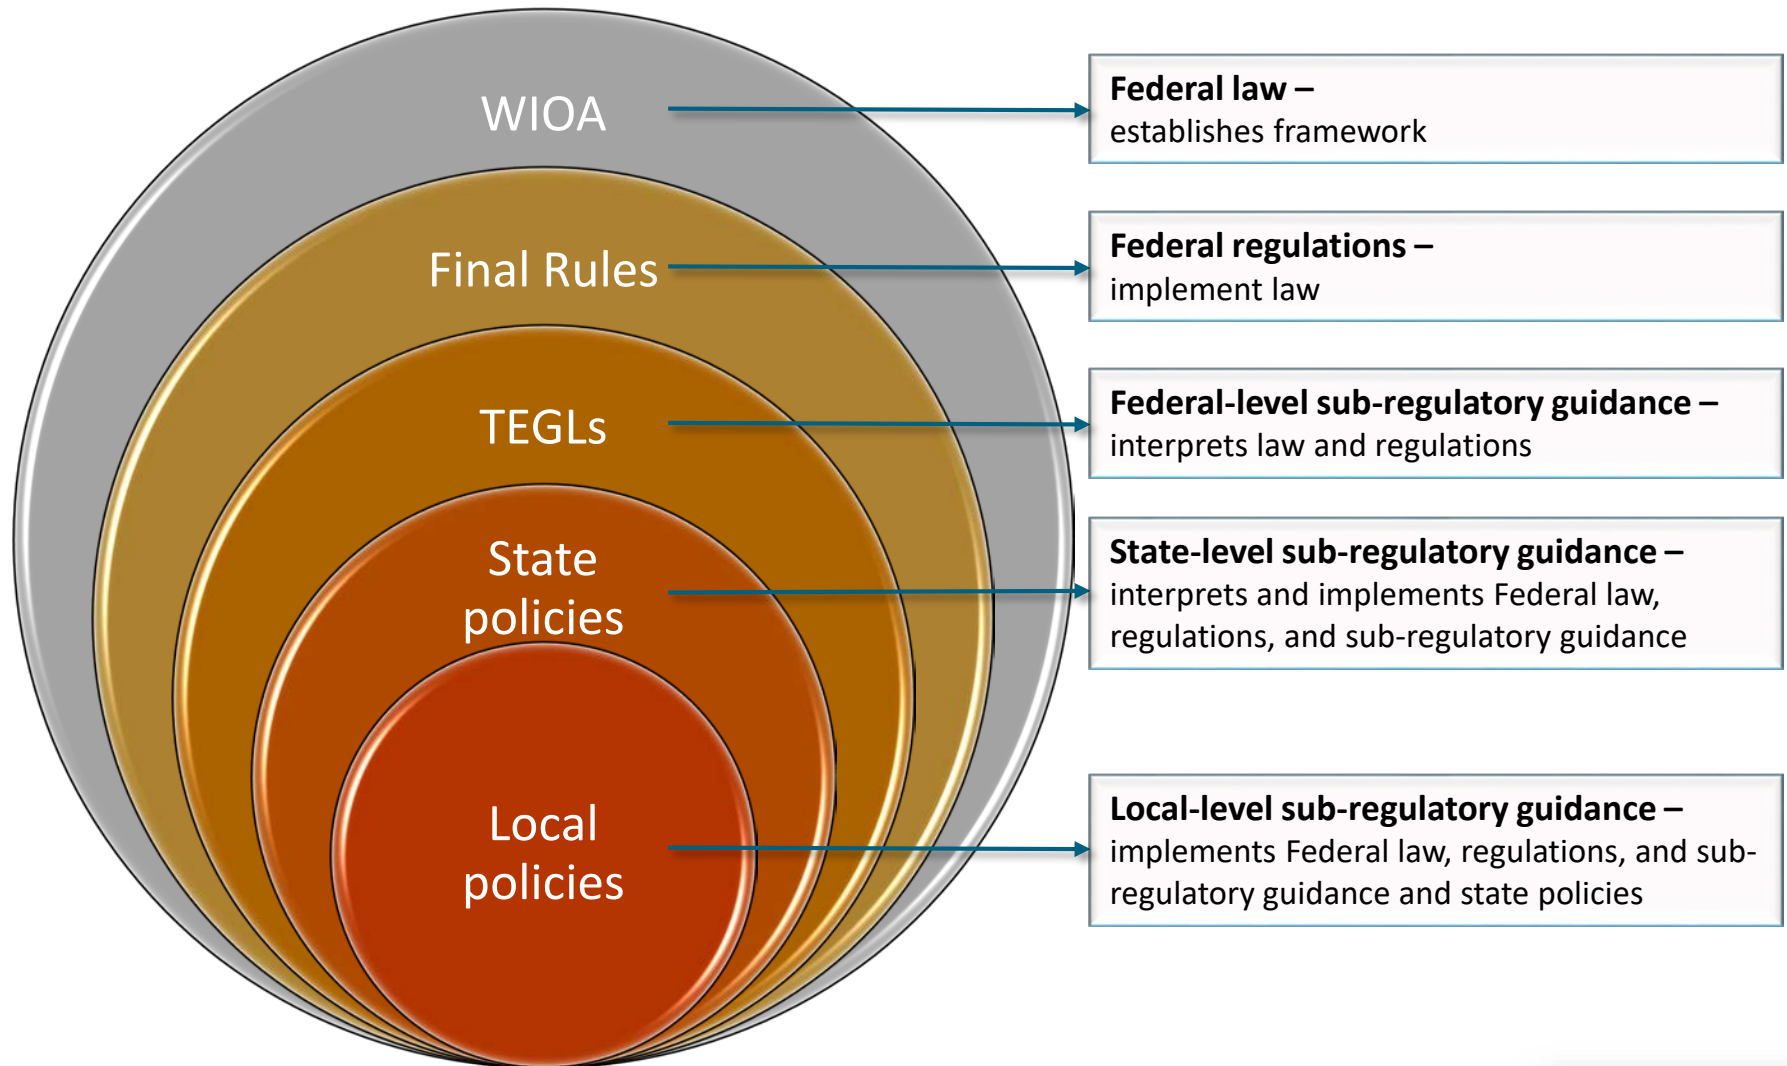 WIOA
Federal law –
establishes framework
Final Rules
Federal regulations –
implement law
TEGLs
Federal-level sub-regulatory guidance –
interprets law and regulations
State
policies
State-level sub-regulatory guidance –
interprets and implements Federal law,
regulations, and sub-regulatory guidance
Local
policies
Local-level sub-regulatory guidance –
implements Federal law, regulations, and sub-
regulatory guidance and state policies